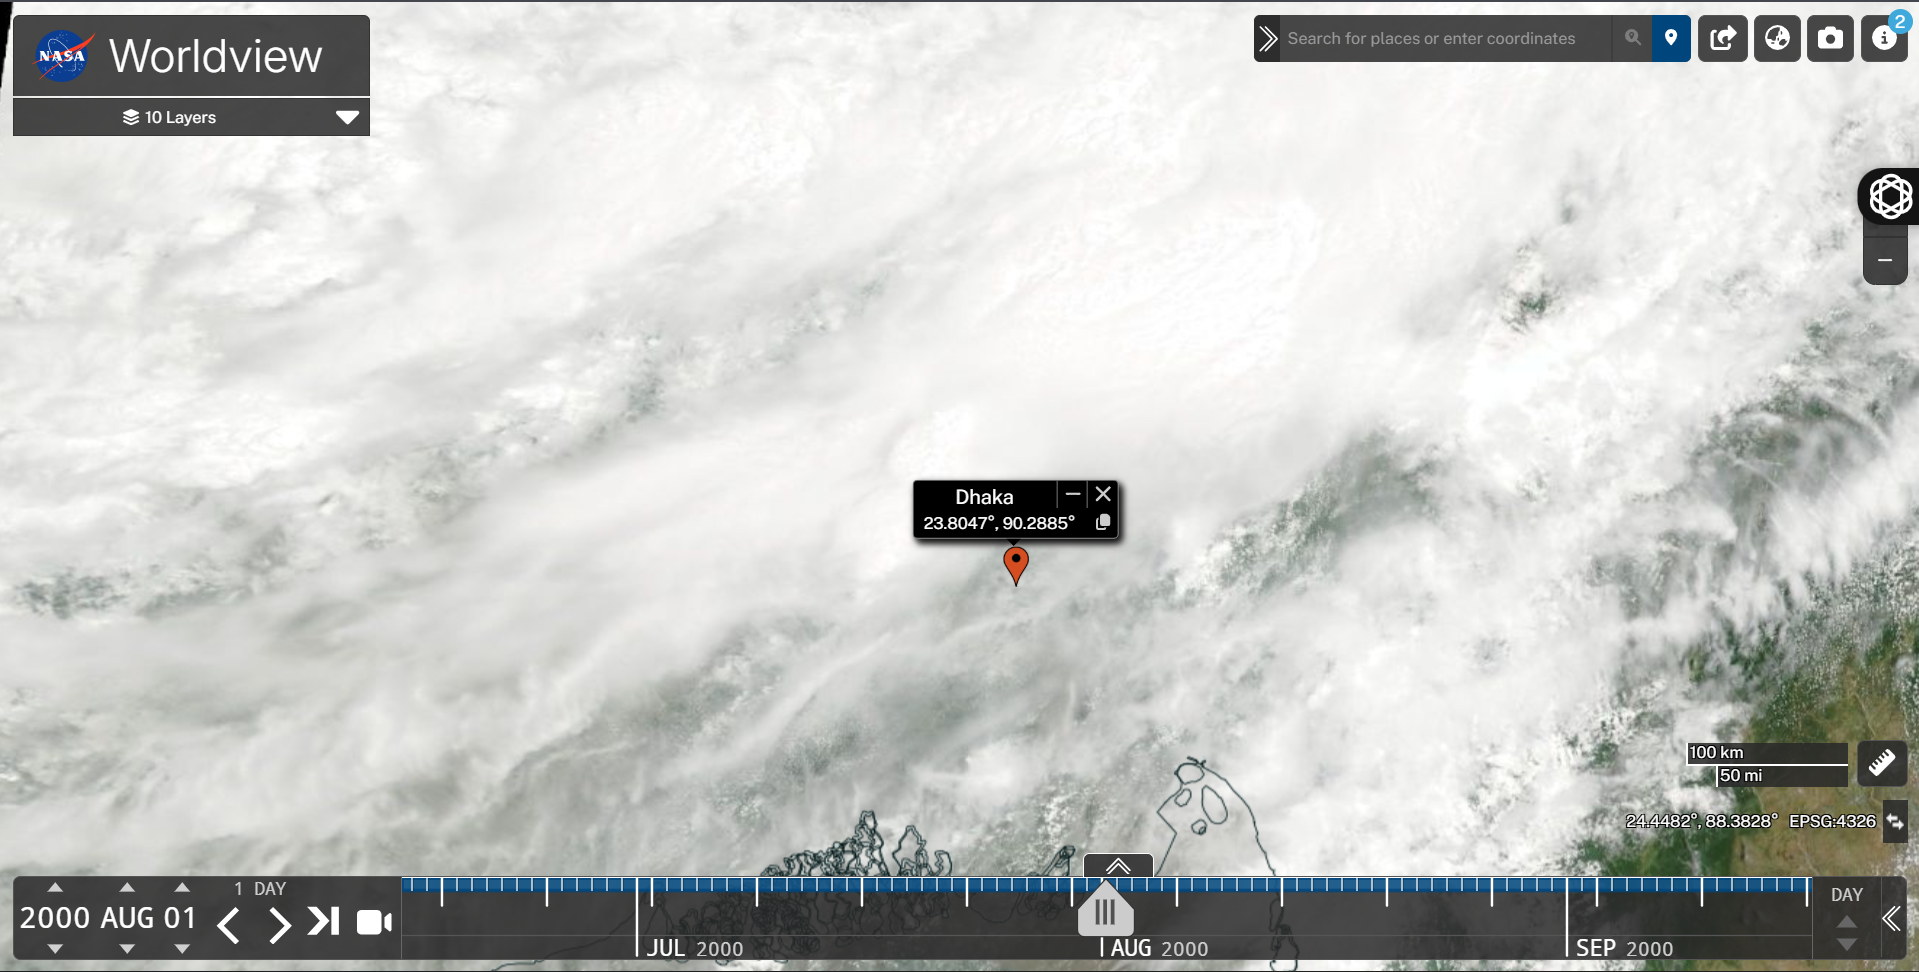 NASA
Worldview
10 Layers
Search for places or enter coordinates
2
Dhaka
23.8047°, 90.2885°
100 km
50 mi
24.4482°, 88.3828° EPSG:4326
1 DAY
2000 AUG 01
JUL 2000
AUG 2000
SEP 2000
DAY